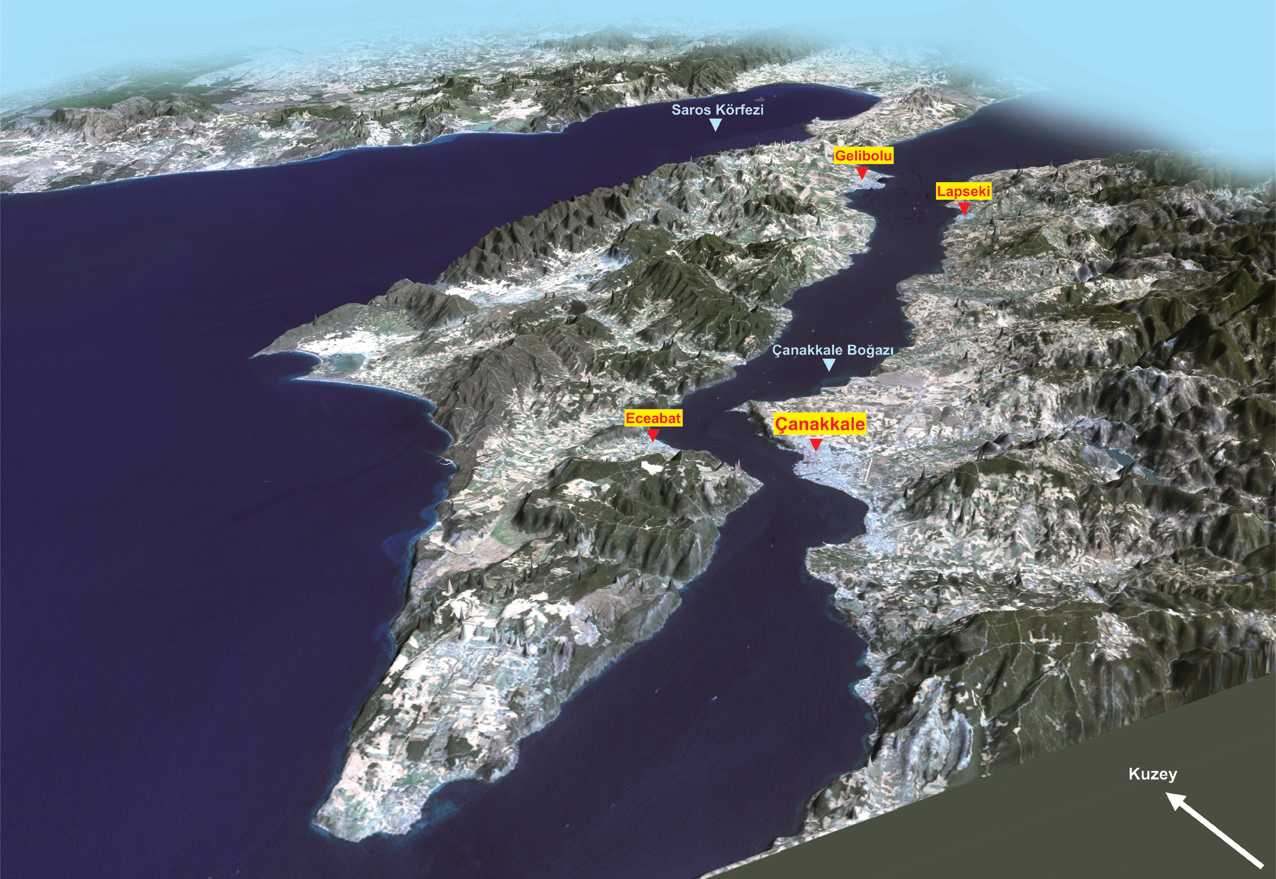 Saros Körfezi
Gelibolu
Lapseki
Çanakkale Boğazı
Eceabat
Çanakkale
Kuzey